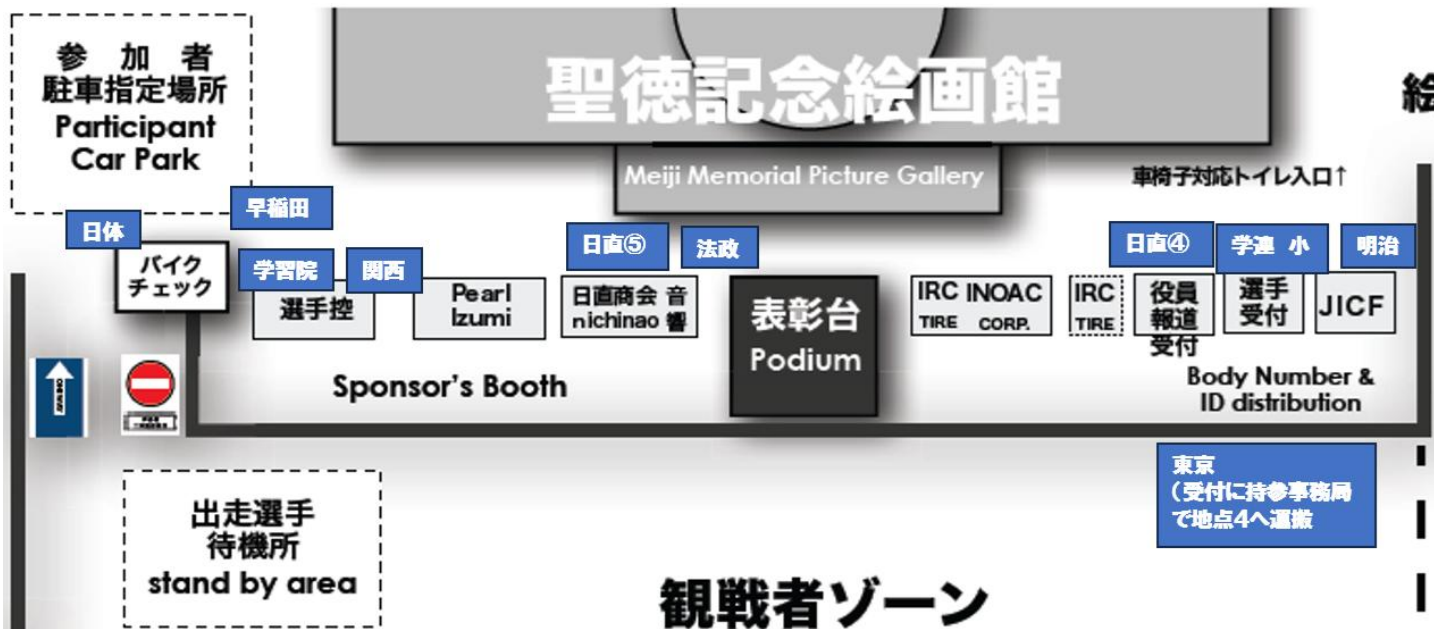 参　加　者
駐車指定場所
Participant
Car Park
聖徳記念絵画館
Meiji Memorial Picture Gallery
車椅子対応トイレ入口↑
絵
日体
早稲田
バイク
チェック
学習院
関西
日直⑤
法政
日直④
学連 小
明治
選手控
Pearl
Izumi
日直商会 音
nichinao 響
表彰台
Podium
IRC INOAC
TIRE CORP.
IRC
TIRE
役員
報道
受付
選手
受付
JICF
Sponsor's Booth
Body Number &
ID distribution
東京
（受付に持参事務局
で地点4へ運搬
出走選手
待機所
stand by area
観戦者ゾーン